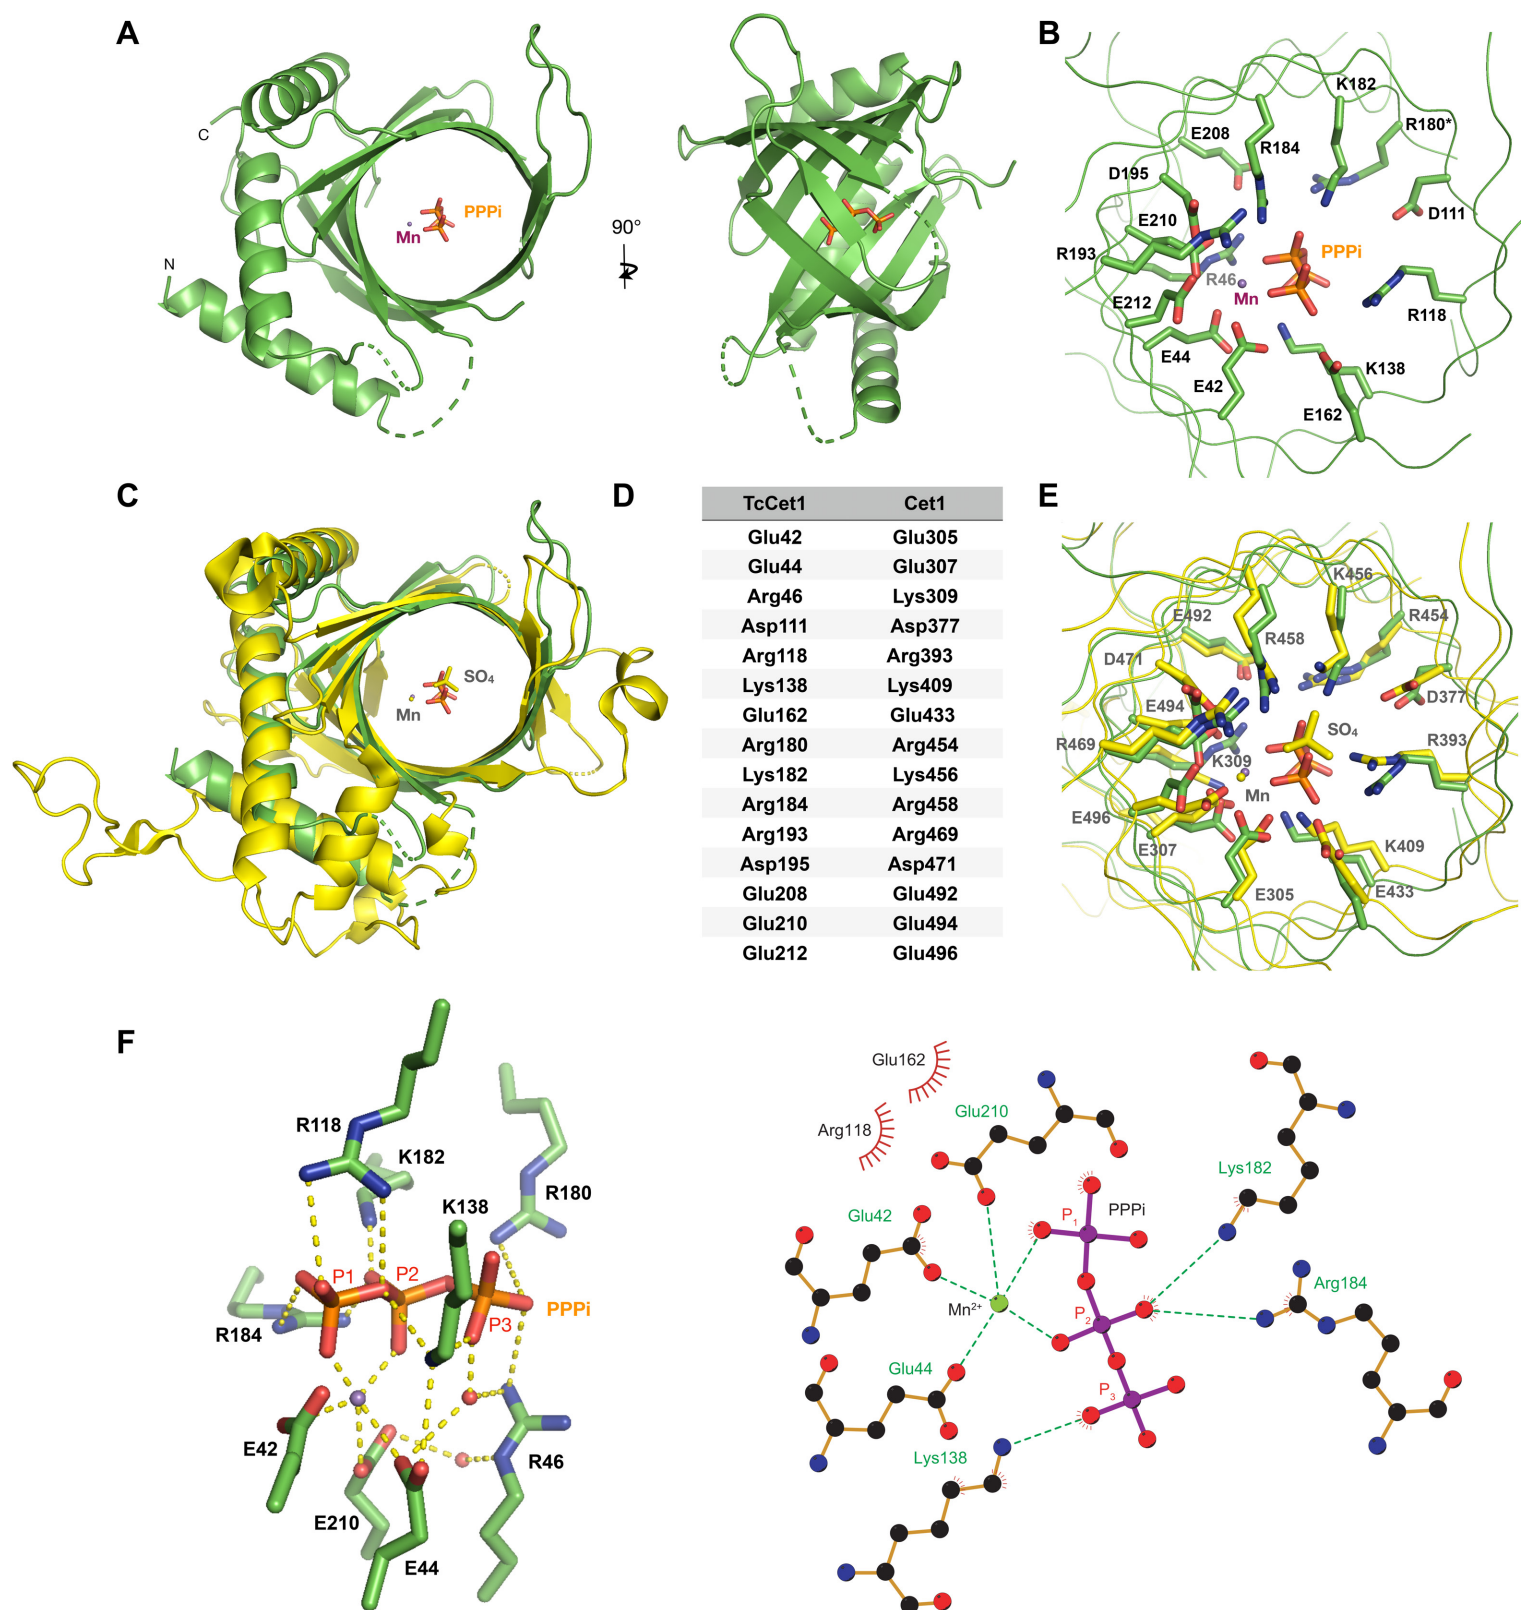 A
C
N
PPPi
Mn
90°
B
K182
R180*
E208
R184
D195
D111
E210
PPPi
R193
R46
Mn
E212
R118
E44
K138
E42
E162
C
SO₄
Mn
D
TcCet1 Cet1
Glu42 Glu305
Glu44 Glu307
Arg46 Lys309
Asp111 Asp377
Arg118 Arg393
Lys138 Lys409
Glu162 Glu433
Arg180 Arg454
Lys182 Lys456
Arg184 Arg458
Arg193 Arg469
Asp195 Asp471
Glu208 Glu492
Glu210 Glu494
Glu212 Glu496
E
K456
E492
R454
R458
D471
D377
E494
SO₄
R469
R393
K309
Mn
E496
E307
K409
E305
E433
F
R118
K182
R180
K138
P1
P2
PPPi
P3
R184
E42
R46
E210
E44
Glu162
Glu210
Arg118
Lys182
Glu42
P₁
PPPi
Arg184
Mn²⁺
P₂
Glu44
P₃
Lys138